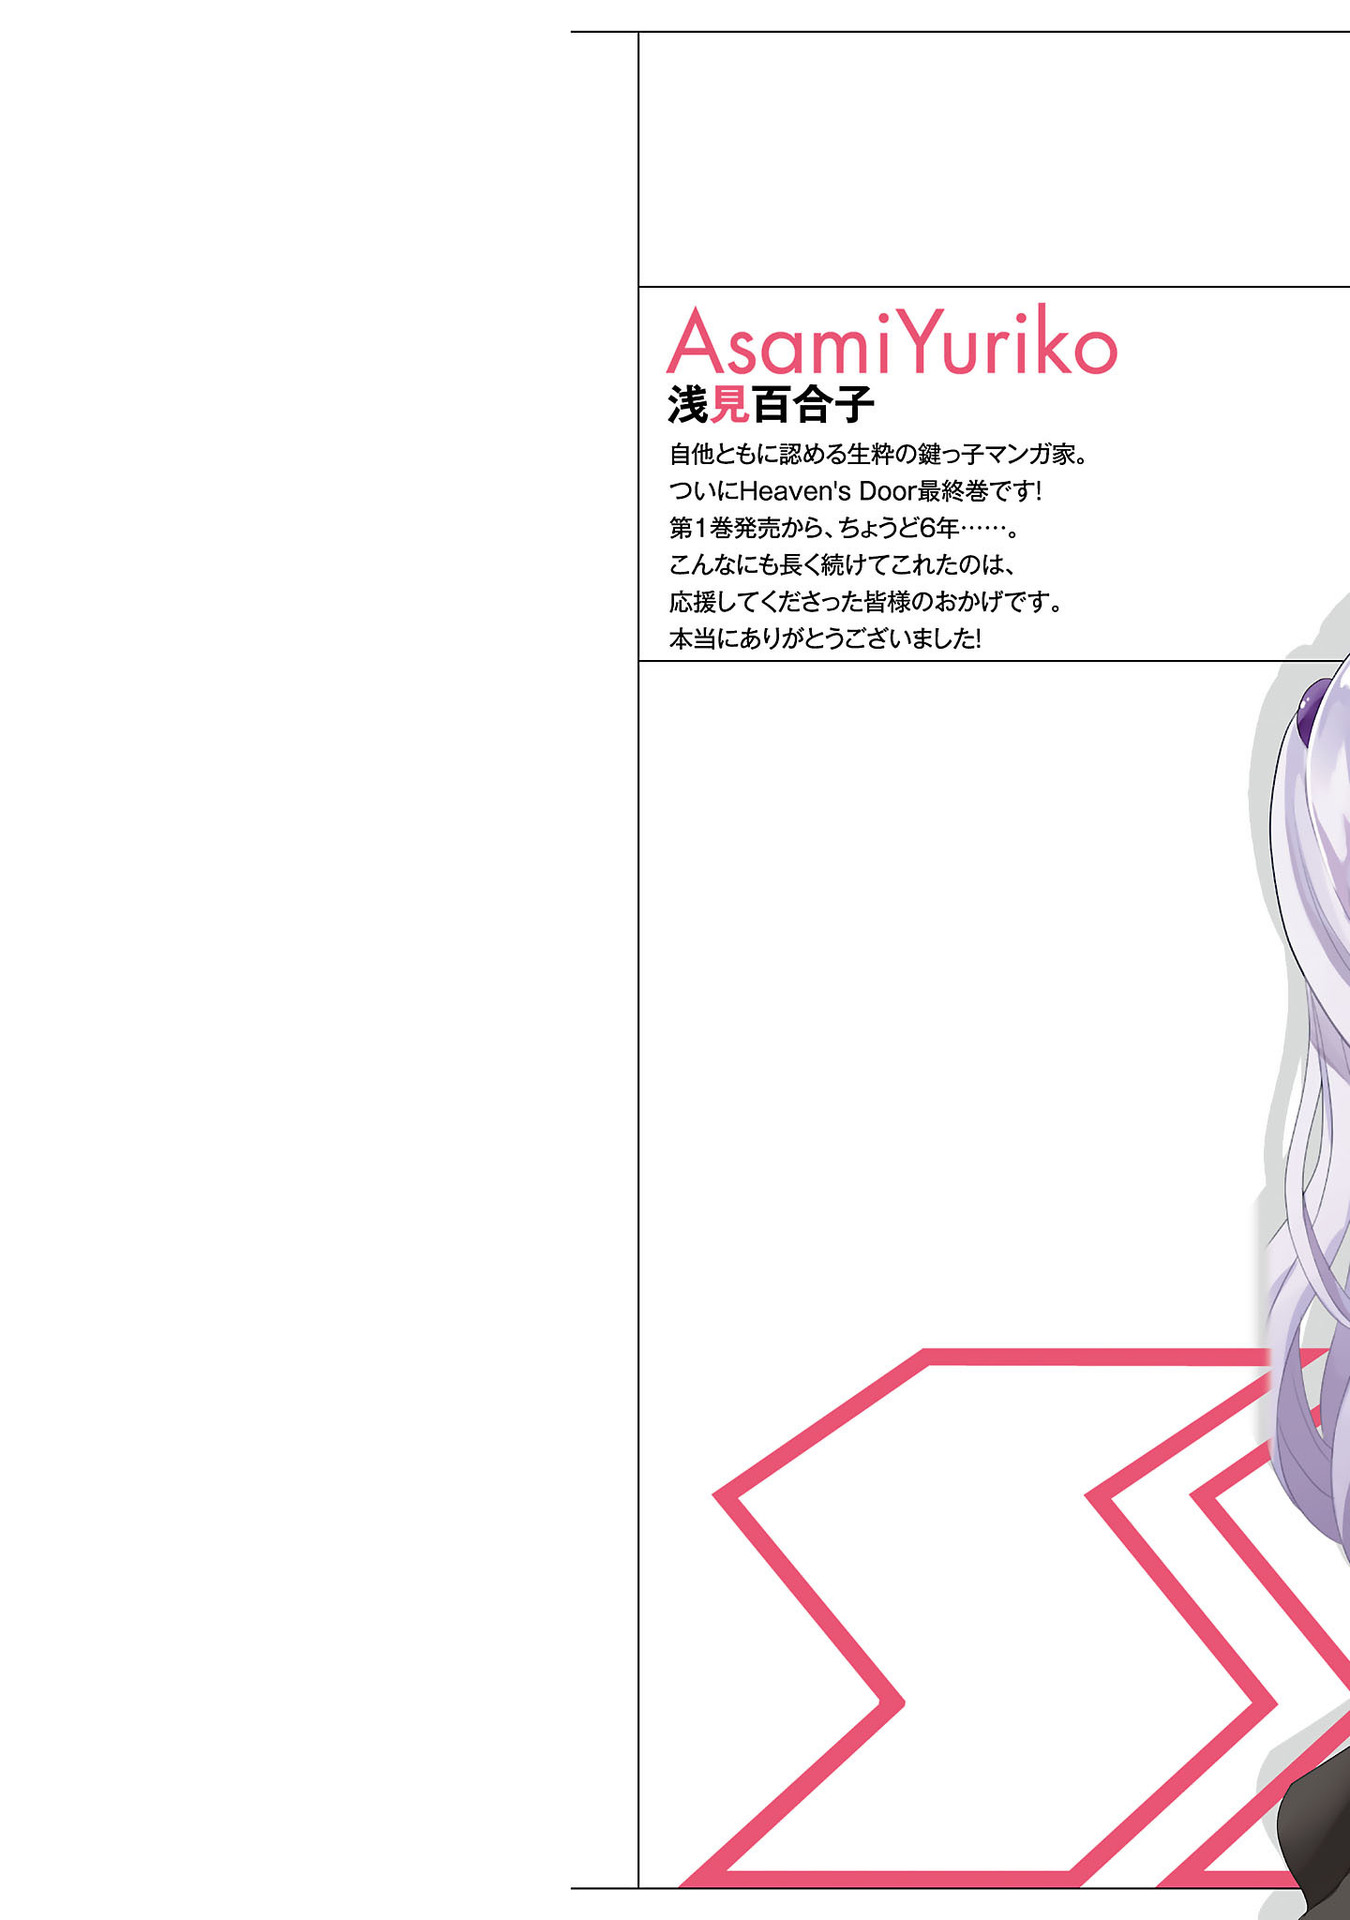 AsamiYuriko
浅見百合子
自他ともに認める生粋の鍵っ子マンガ家。
ついにHeaven's Door最終巻です!
第1巻発売から、ちょうど6年……。
こんなにも長く続けてこれたのは、
応援してくださった皆様のおかげです。
本当にありがとうございました!